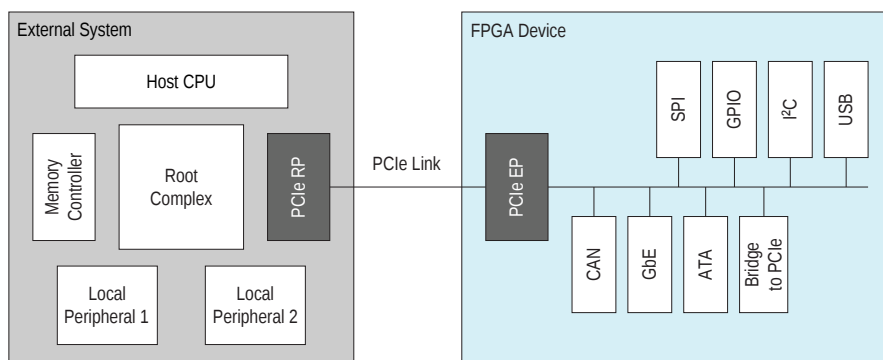 External System
Host CPU
Memory
Controller
Root
Complex
PCIe RP
Local
Peripheral 1
Local
Peripheral 2
PCIe Link
FPGA Device
PCIe EP
SPI
GPIO
I²C
USB
CAN
GbE
ATA
Bridge
to PCIe